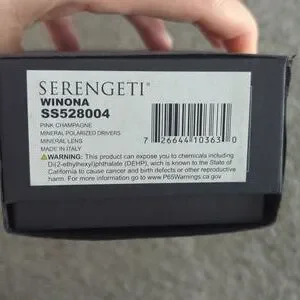 SERENGETI®
WINONA
SS528004
PINK CHAMPAGNE
MINERAL POLARIZED DRIVERS
MINERAL LENS
MADE IN ITALY
7 26644 10363 0
⚠WARNING: This product can expose you to chemicals including
Di(2-ethylhexyl)phthalate (DEHP), wich is known to the State of
California to cause cancer and birth defects or other reproductive
harm. For more information go to www.P65Warnings.ca.gov